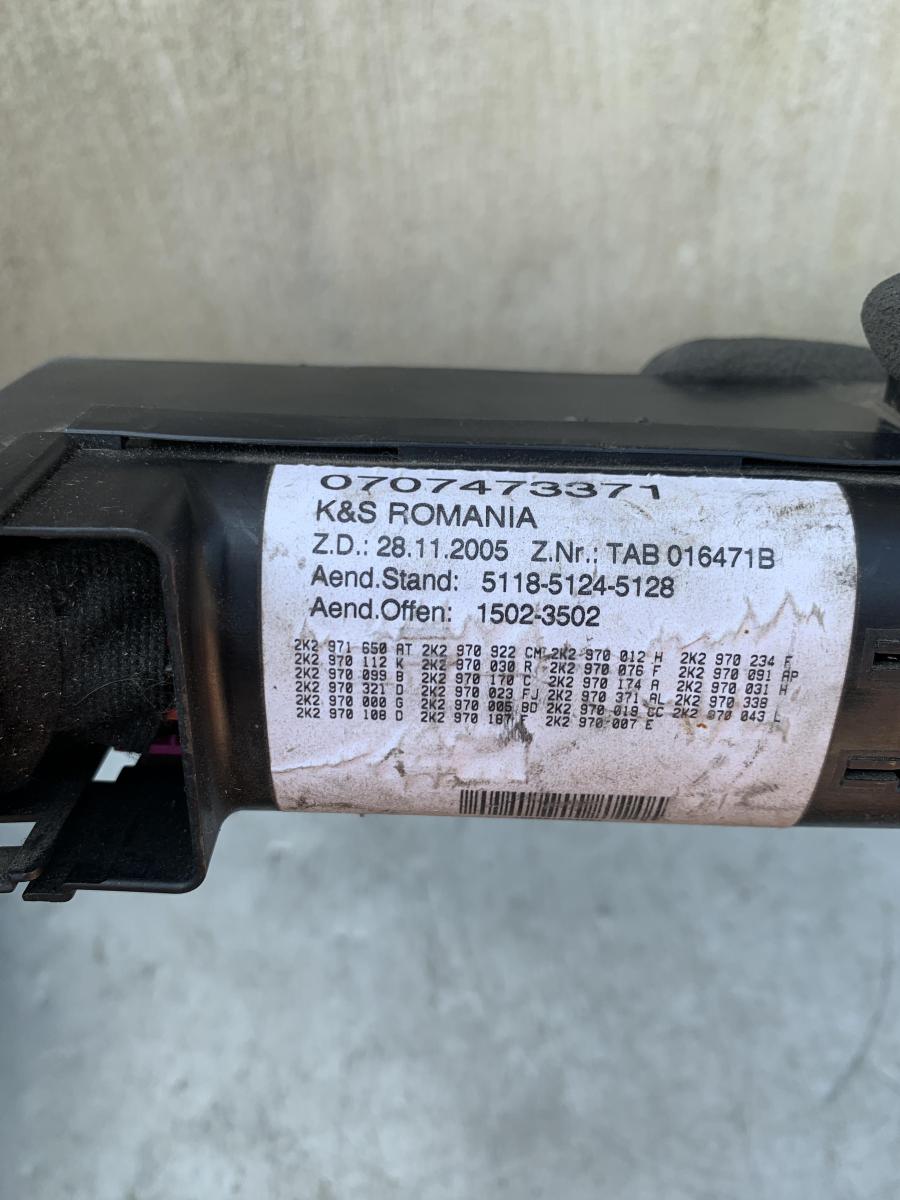 0707473371
K&S ROMANIA
Z.D.: 28.11.2005 Z.Nr.: TAB 016471B
Aend.Stand: 5118-5124-5128
Aend.Offen: 1502-3502
2K2 971 650 AT 2K2 970 922 CM 2K2 970 012 H 2K2 970 234 F
2K2 970 112 K 2K2 970 030 R 2K2 970 076 F 2K2 970 091 AP
2K2 970 099 B 2K2 970 170 C 2K2 970 174 A 2K2 970 031 H
2K2 970 321 D 2K2 970 023 FJ 2K2 970 371 AL 2K2 970 338
2K2 970 000 G 2K2 970 005 BD 2K2 970 019 CC 2K2 970 043 L
2K2 970 108 D 2K2 970 187 F 2K2 970 007 E